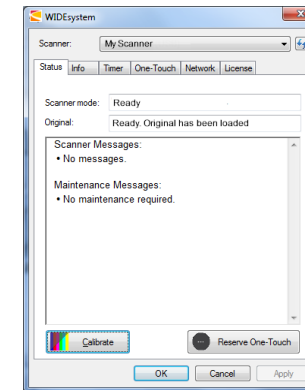 WIDEsystem
Scanner: My Scanner
Status Info Timer One-Touch Network License
Scanner mode: Ready
Original: Ready. Original has been loaded
Scanner Messages:
• No messages.
Maintenance Messages:
• No maintenance required.
Calibrate Reserve One-Touch
OK Cancel Apply